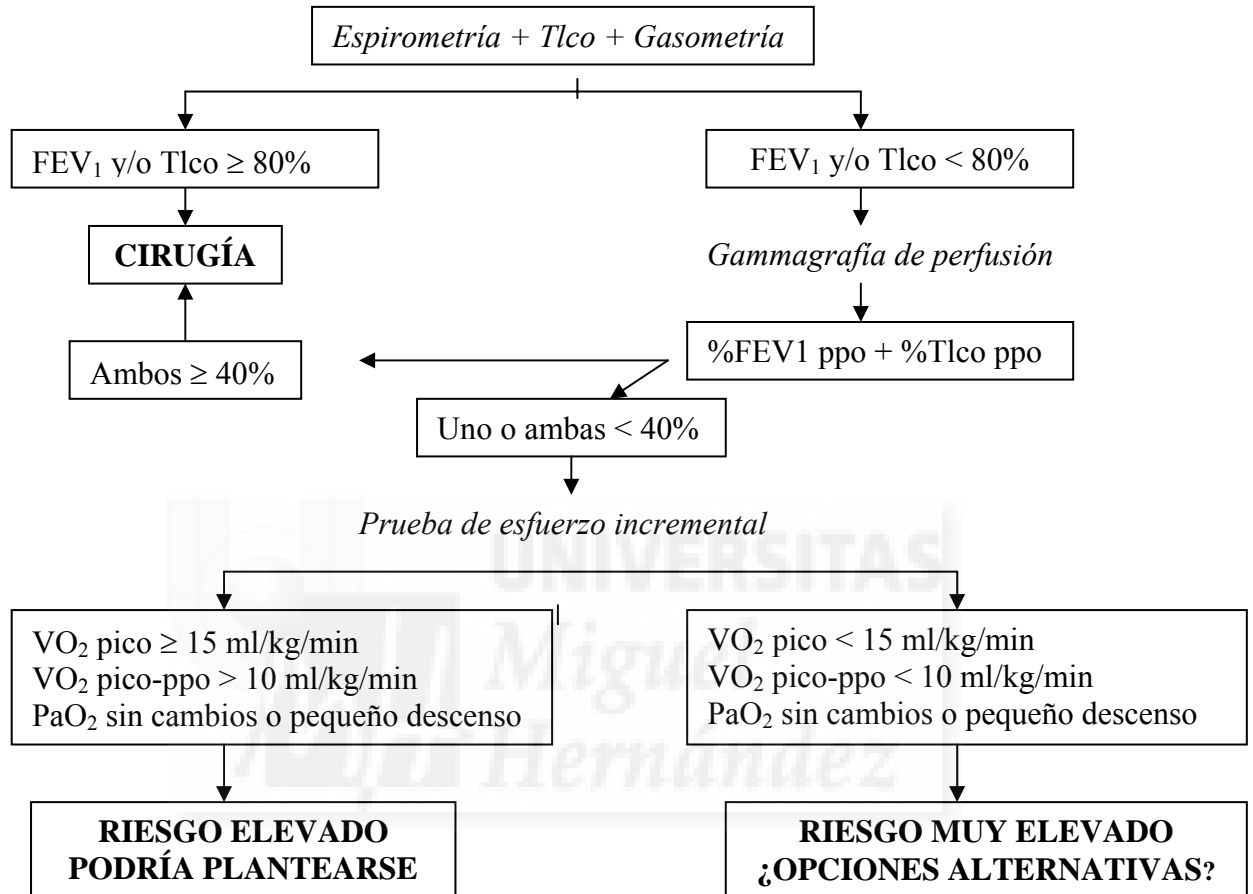 Espirometría + Tlco + Gasometría
FEV₁ y/o Tlco ≥ 80%
FEV₁ y/o Tlco < 80%
CIRUGÍA
Gammagrafía de perfusión
Ambos ≥ 40%
%FEV1 ppo + %Tlco ppo
Uno o ambas < 40%
Prueba de esfuerzo incremental
UNIVERSITAS
Miguel
Hernández
VO₂ pico ≥ 15 ml/kg/min
VO₂ pico-ppo > 10 ml/kg/min
PaO₂ sin cambios o pequeño descenso
VO₂ pico < 15 ml/kg/min
VO₂ pico-ppo < 10 ml/kg/min
PaO₂ sin cambios o pequeño descenso
RIESGO ELEVADO
PODRÍA PLANTEARSE
RIESGO MUY ELEVADO
¿OPCIONES ALTERNATIVAS?